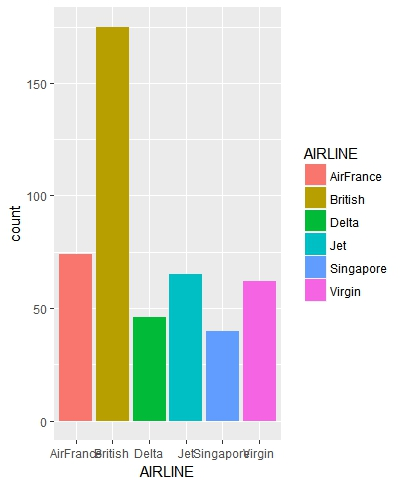 150
100
50
0
count
AirFrance British Delta Jet Singapore Virgin
AIRLINE
AIRLINE
AirFrance
British
Delta
Jet
Singapore
Virgin